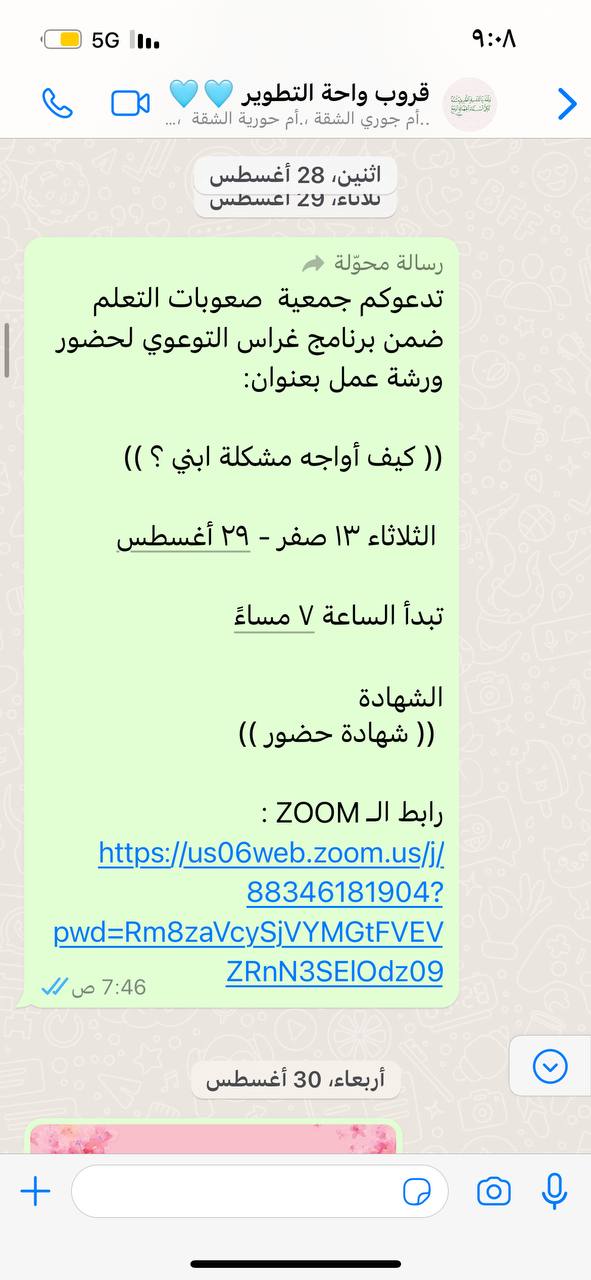 ٩:٠٨
5G
قروب واحة التطوير 🩵🩵
..أم جوري الشقة ،.أم حورية الشقة ،...
اثنين، 28 أغسطس
ثلاثاء، 29 أغسطس
رسالة محوّلة
تدعوكم جمعية صعوبات التعلم
ضمن برنامج غراس التوعوي لحضور
ورشة عمل بعنوان:
(( كيف أواجه مشكلة ابني ؟ ))
الثلاثاء ١٣ صفر - ٢٩ أغسطس
تبدأ الساعة ٧ مساءً
الشهادة
(( شهادة حضور ))
رابط الـ ZOOM :
https://us06web.zoom.us/j/
88346181904?
pwd=Rm8zaVcySjVYMGtFVEV
ZRnN3SElOdz09
7:46 ص
أربعاء، 30 أغسطس